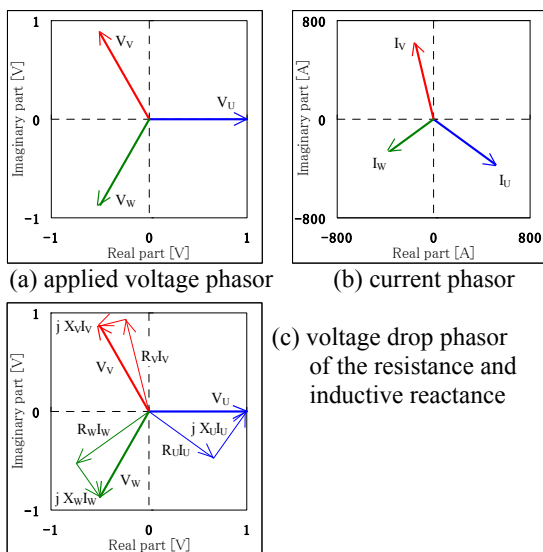 1
V_V
V_U
0
V_W
-1
-1 0 1
Real part [V]
Imaginary part [V]
(a) applied voltage phasor
800
I_V
0
I_W
I_U
-800
-800 0 800
Real part [A]
Imaginary part [A]
(b) current phasor
1
j X_VI_V
R_VI_V
V_V
V_U
0
R_WI_W
j X_UI_U
R_UI_U
V_W
j X_WI_W
-1
-1 0 1
Real part [V]
Imaginary part [V]
(c) voltage drop phasor
of the resistance and
inductive reactance